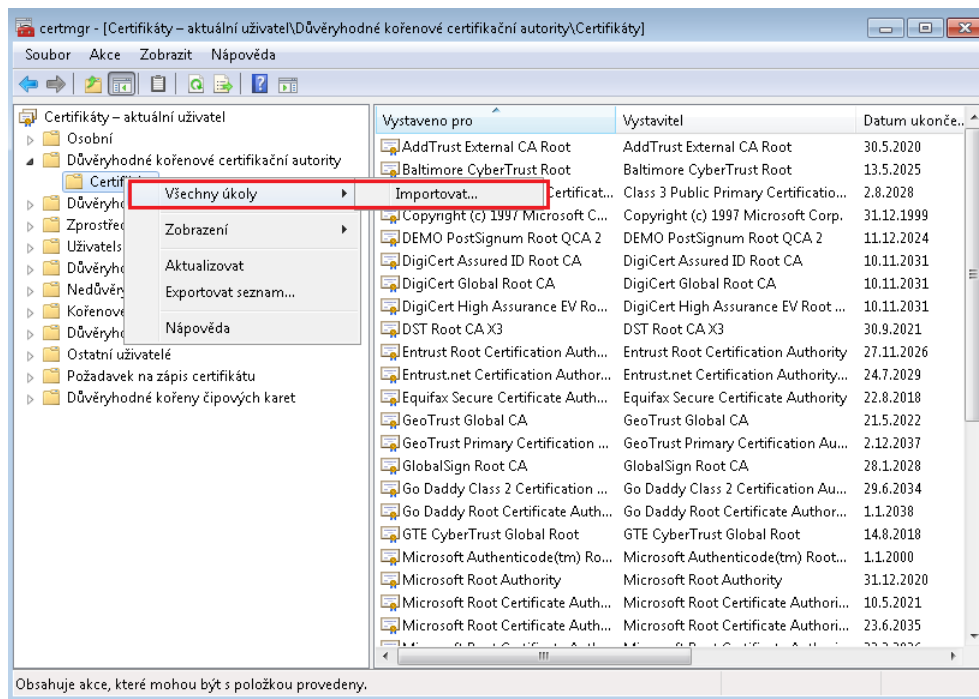 certmgr - [Certifikáty – aktuální uživatel\Důvěryhodné kořenové certifikační autority\Certifikáty]
Soubor Akce Zobrazit Nápověda
Certifikáty – aktuální uživatel
Osobní
Důvěryhodné kořenové certifikační autority
Certifi
Důvěryho
Zprostřed
Uživatels
Důvěryho
Nedůvěry
Kořenové
Důvěryho
Ostatní uživatelé
Požadavek na zápis certifikátu
Důvěryhodné kořeny čipových karet
Všechny úkoly
Importovat...
Zobrazení
Aktualizovat
Exportovat seznam...
Nápověda
Vystaveno pro Vystavitel Datum ukonče...
AddTrust External CA Root AddTrust External CA Root 30.5.2020
Baltimore CyberTrust Root Baltimore CyberTrust Root 13.5.2025
Certificat... Class 3 Public Primary Certificatio... 2.8.2028
Copyright (c) 1997 Microsoft C... Copyright (c) 1997 Microsoft Corp. 31.12.1999
DEMO PostSignum Root QCA 2 DEMO PostSignum Root QCA 2 11.12.2024
DigiCert Assured ID Root CA DigiCert Assured ID Root CA 10.11.2031
DigiCert Global Root CA DigiCert Global Root CA 10.11.2031
DigiCert High Assurance EV Ro... DigiCert High Assurance EV Root ... 10.11.2031
DST Root CA X3 DST Root CA X3 30.9.2021
Entrust Root Certification Auth... Entrust Root Certification Authority 27.11.2026
Entrust.net Certification Author... Entrust.net Certification Authority... 24.7.2029
Equifax Secure Certificate Auth... Equifax Secure Certificate Authority 22.8.2018
GeoTrust Global CA GeoTrust Global CA 21.5.2022
GeoTrust Primary Certification ... GeoTrust Primary Certification Au... 2.12.2037
GlobalSign Root CA GlobalSign Root CA 28.1.2028
Go Daddy Class 2 Certification ... Go Daddy Class 2 Certification Au... 29.6.2034
Go Daddy Root Certificate Auth... Go Daddy Root Certificate Author... 1.1.2038
GTE CyberTrust Global Root GTE CyberTrust Global Root 14.8.2018
Microsoft Authenticode(tm) Ro... Microsoft Authenticode(tm) Root... 1.1.2000
Microsoft Root Authority Microsoft Root Authority 31.12.2020
Microsoft Root Certificate Auth... Microsoft Root Certificate Authori... 10.5.2021
Microsoft Root Certificate Auth... Microsoft Root Certificate Authori... 23.6.2035
Obsahuje akce, které mohou být s položkou provedeny.